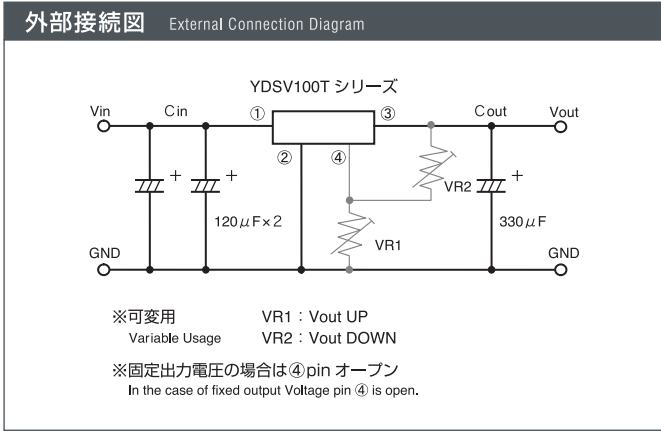 外部接続図 External Connection Diagram
YDSV100T シリーズ
Vin Cin ① ③ Cout Vout
② ④
+ + VR2 +
120μF×2 VR1 330μF
GND GND
※可変用 VR1：Vout UP
Variable Usage VR2：Vout DOWN
※固定出力電圧の場合は④pin オープン
In the case of fixed output Voltage pin ④ is open.